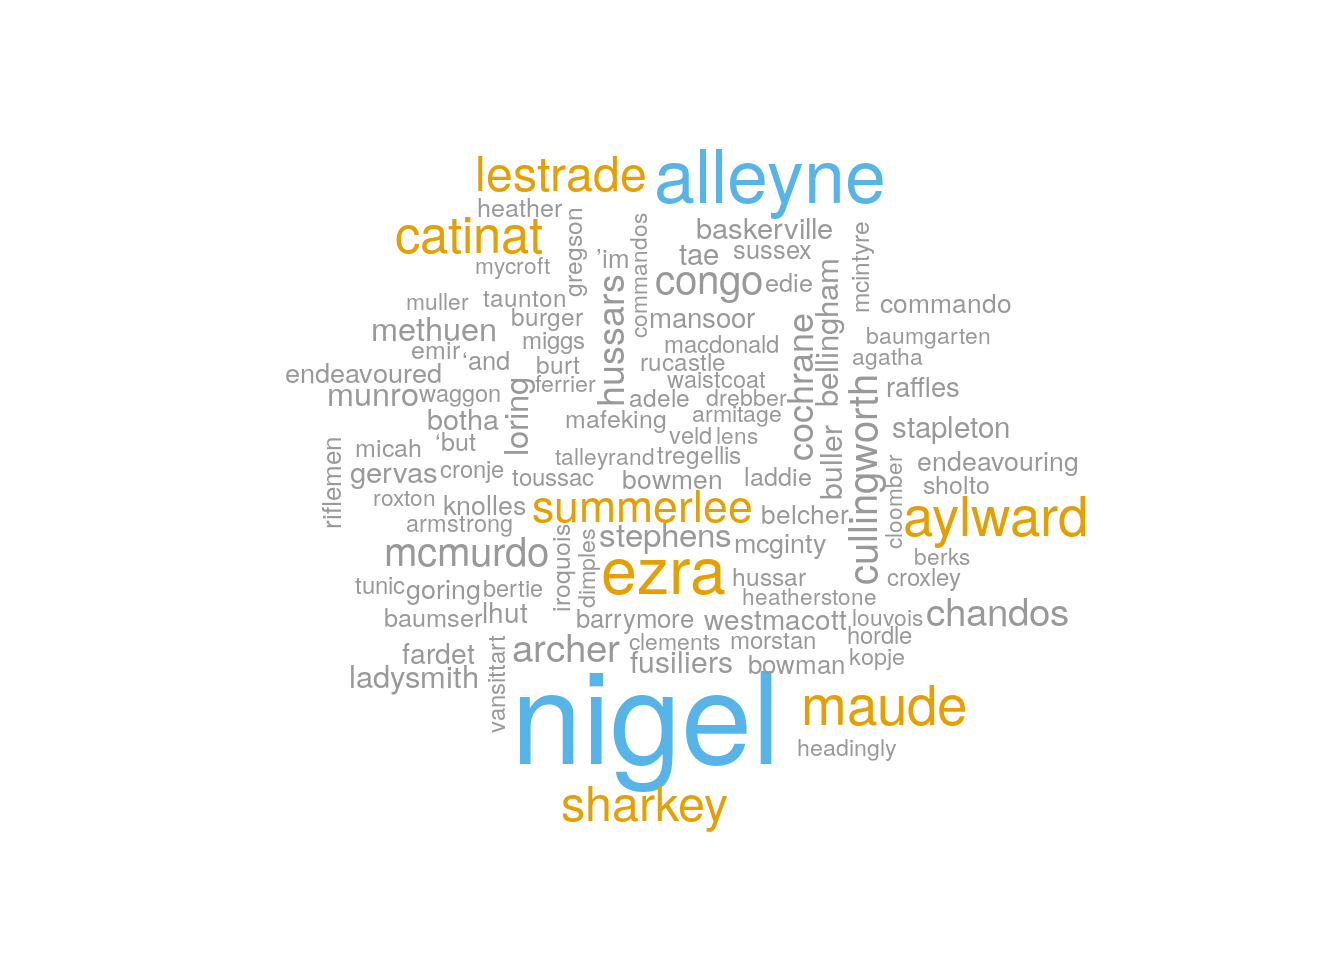 lestrade
alleyne
heather
catinat
gregson
'im
commandos
baskerville
tae
sussex
mcintyre
mycroft
congo
edie
muller
taunton
hussars
bellingham
commando
methuen
burger
mansoor
cochrane
miggs
macdonald
baumgarten
emir
‘and
burt
rucastle
agatha
endeavoured
ferrier
waistcoat
munro
waggon
loring
adele
drebber
cullingworth
raffles
botha
mafeking
armitage
‘but
veld
lens
buller
stapleton
micah
talleyrand
tregellis
riflemen
gervas
cronje
toussac
bowmen
laddie
endeavouring
roxton
knolles
summerlee
belcher
cloomber
sholto
armstrong
aylward
mcmurdo
iroquois
dimples
stephens
mcginty
berks
tunic
goring
bertie
ezra
hussar
croxley
heatherstone
baumser
lhut
barrymore
westmacott
louvois
chandos
fardet
archer
clements
morstan
hordle
ladysmith
vansittart
fusiliers
bowman
kopje
nigel
maude
headingly
sharkey